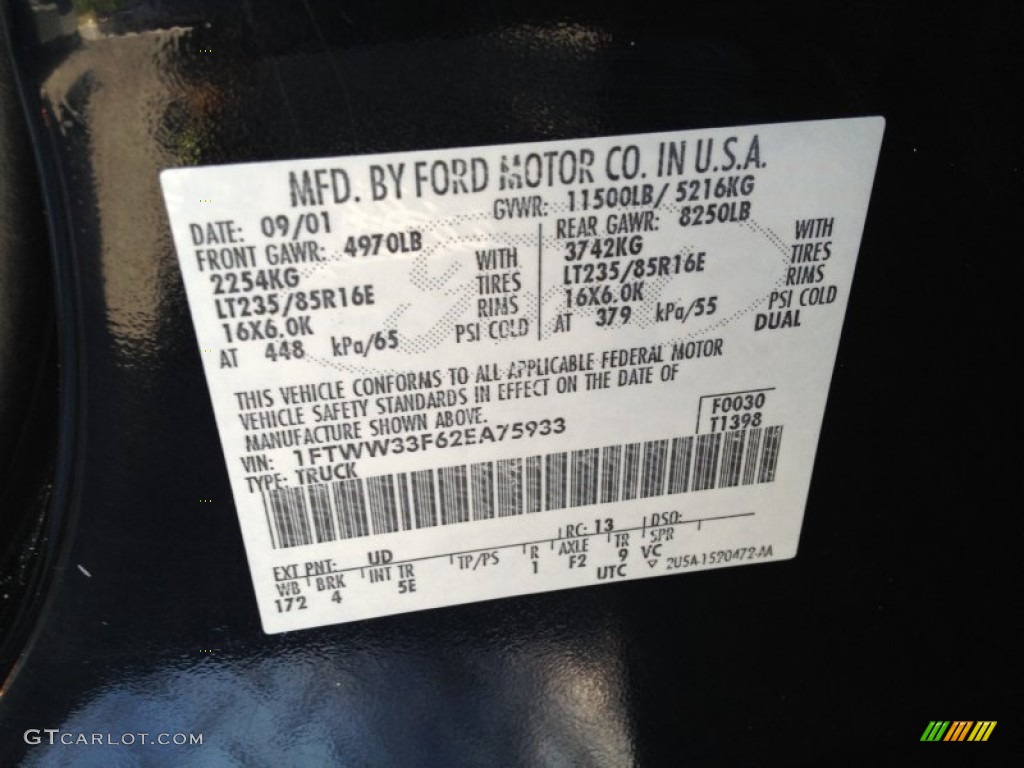 MFD. BY FORD MOTOR CO. IN U.S.A.
DATE: 09/01 GVWR: 11500LB/ 5216KG
FRONT GAWR: 4970LB REAR GAWR: 8250LB
2254KG WITH 3742KG WITH
LT235/85R16E TIRES LT235/85R16E TIRES
16X6.0K RIMS 16X6.0K RIMS
AT 448 kPa/65 PSI COLD AT 379 kPa/55 PSI COLD
DUAL
THIS VEHICLE CONFORMS TO ALL APPLICABLE FEDERAL MOTOR
VEHICLE SAFETY STANDARDS IN EFFECT ON THE DATE OF
MANUFACTURE SHOWN ABOVE.
VIN: 1FTWW33F62EA75933 F0030
TYPE: TRUCK T1398
EXT PNT: UD RC: 13 DSO:
WB BRK INT TR TP/PS R AXLE TR SPR
172 4 5E 1 F2 9 VC
UTC ▽ 2U5A-1520472-AA
GTCARLOT.COM